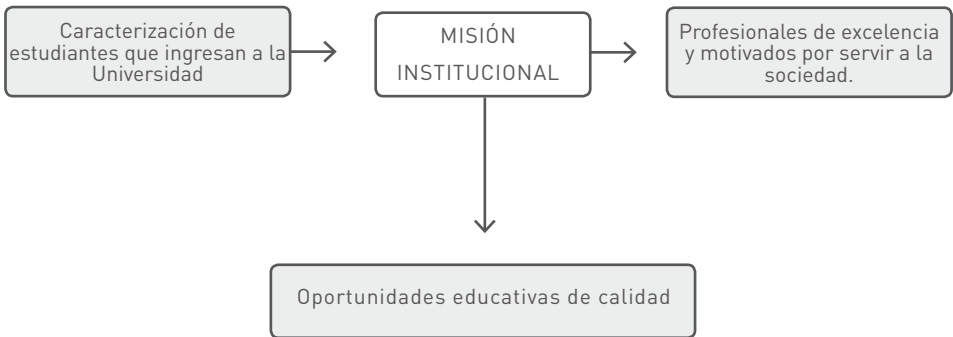 Caracterización de
estudiantes que ingresan a la
Universidad
MISIÓN
INSTITUCIONAL
Profesionales de excelencia
y motivados por servir a la
sociedad.
Oportunidades educativas de calidad